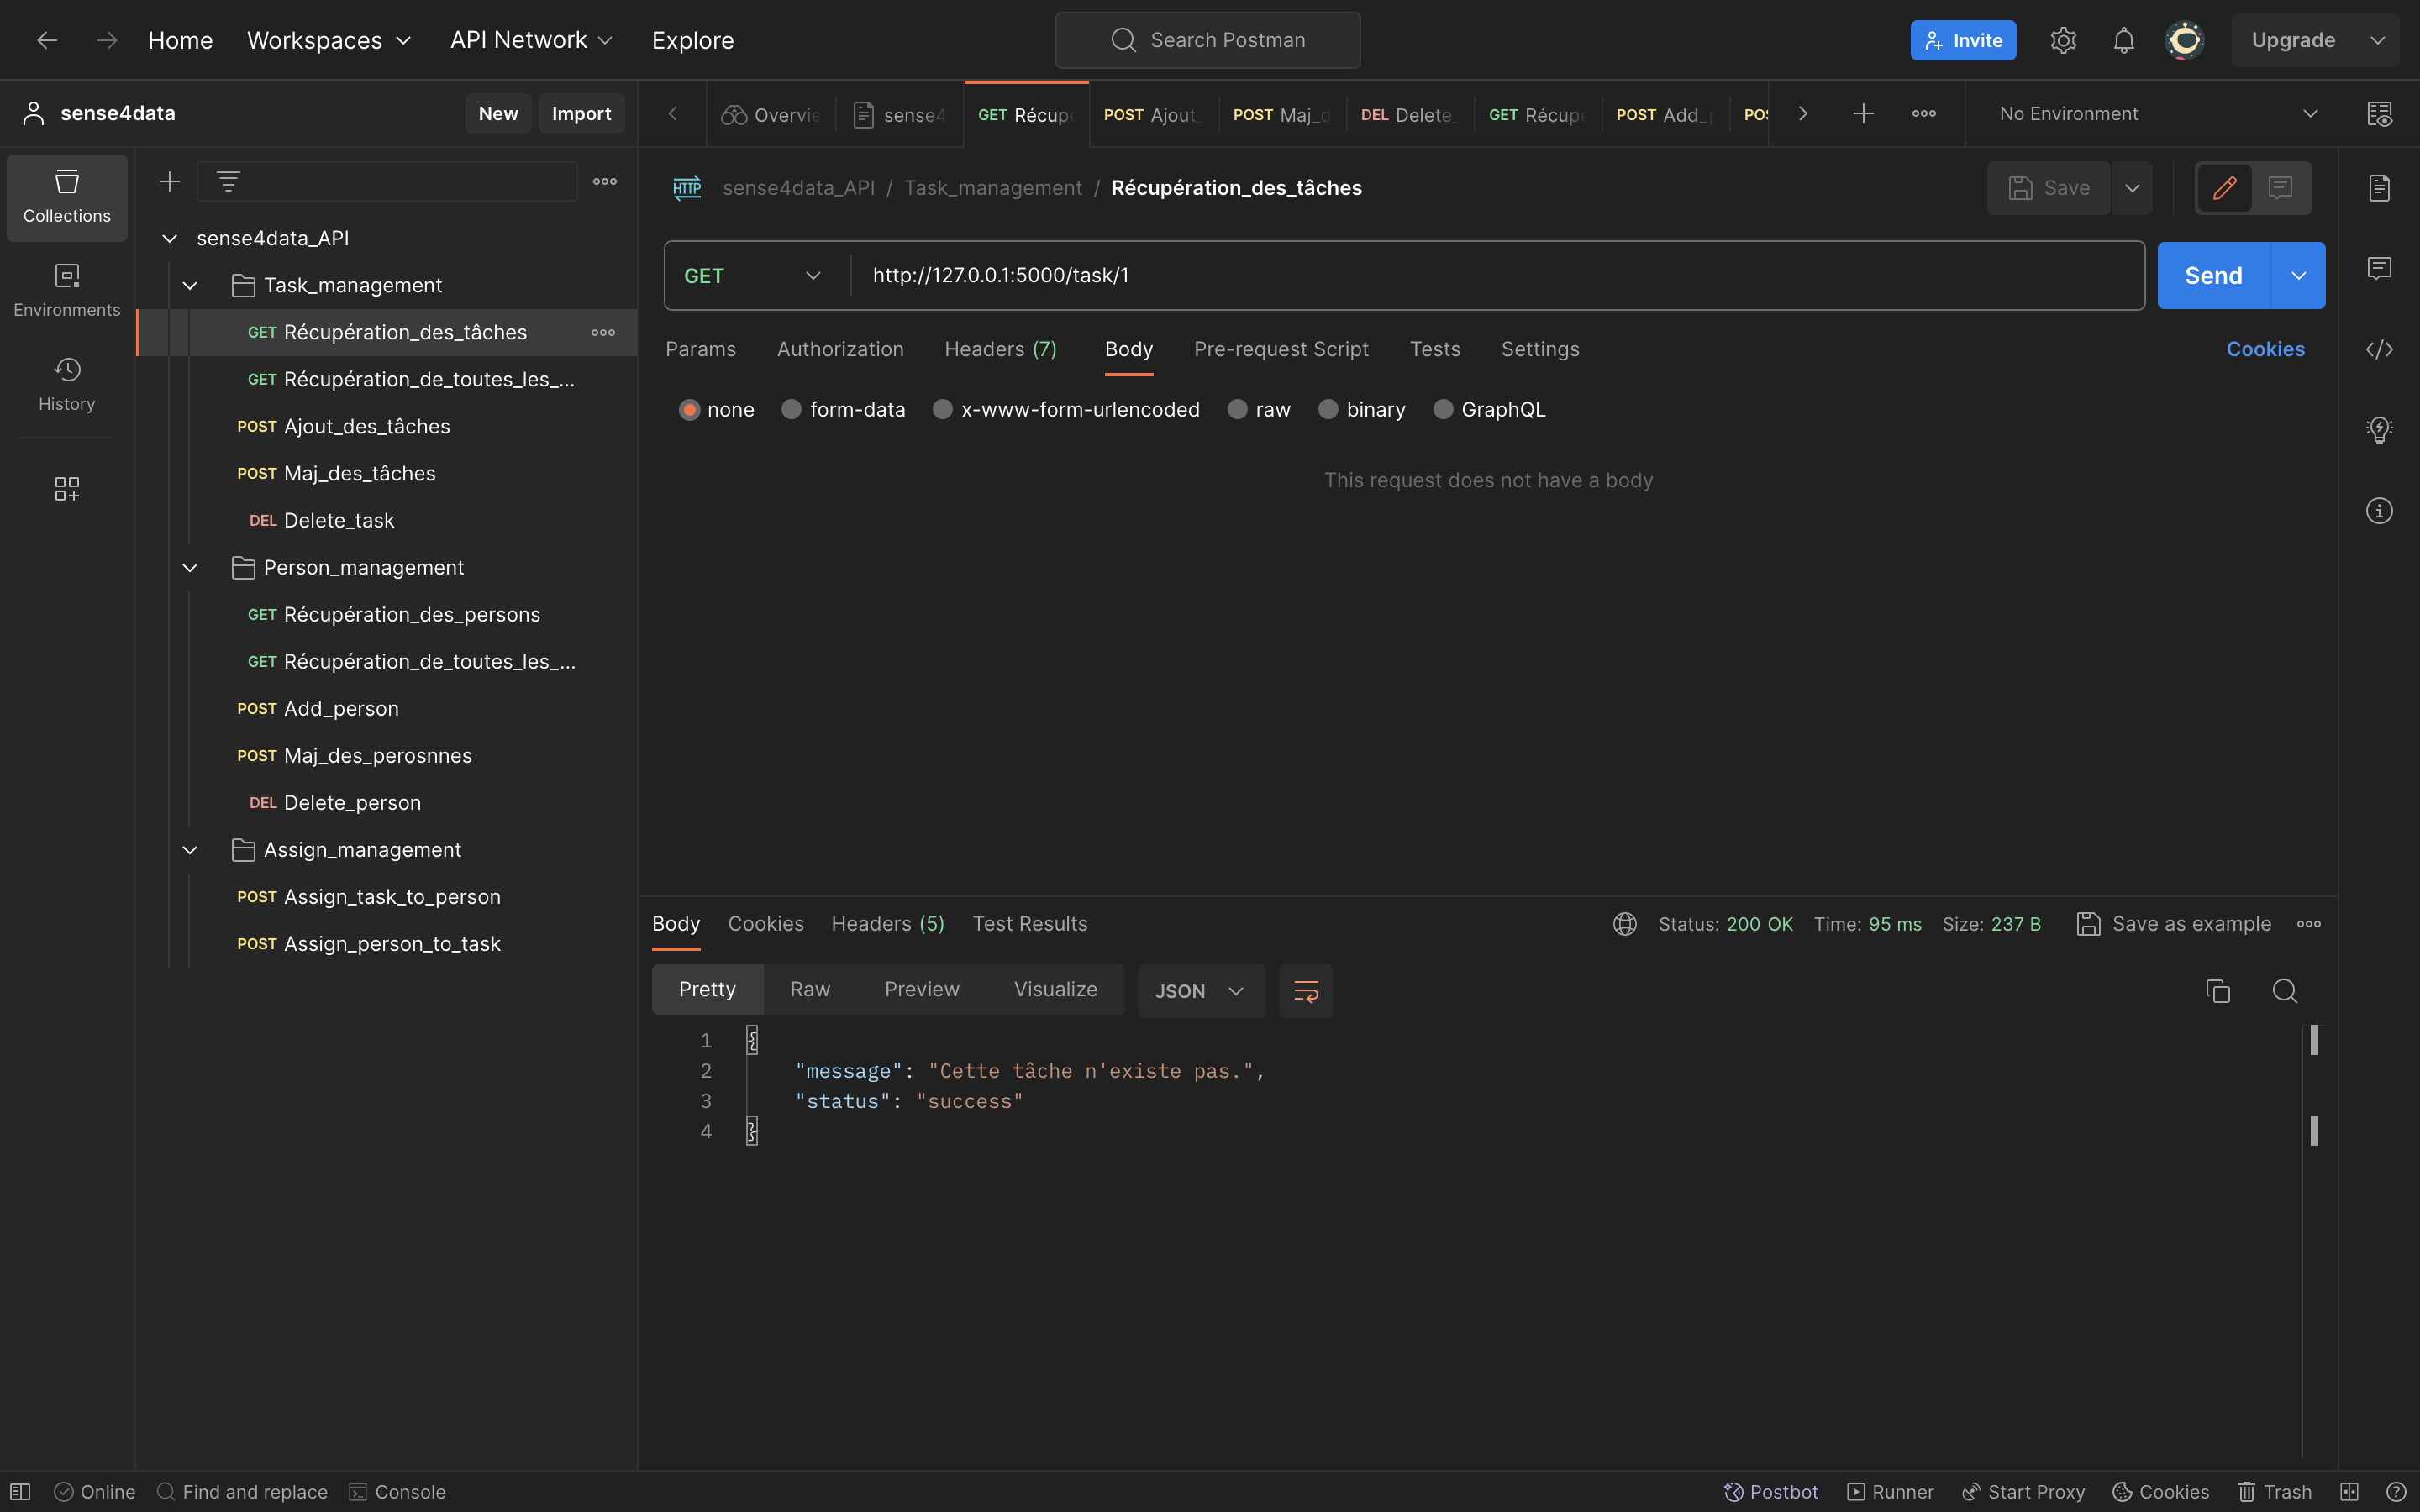 Home Workspaces API Network Explore Search Postman Invite Upgrade
sense4data New Import
Overvie sense4 GET Récup POST Ajout_ POST Maj_d DEL Delete_ GET Récup POST Add_p POS No Environment
Collections
Environments
History
sense4data_API
Task_management
GET Récupération_des_tâches
GET Récupération_de_toutes_les_...
POST Ajout_des_tâches
POST Maj_des_tâches
DEL Delete_task
Person_management
GET Récupération_des_persons
GET Récupération_de_toutes_les_...
POST Add_person
POST Maj_des_perosnnes
DEL Delete_person
Assign_management
POST Assign_task_to_person
POST Assign_person_to_task
HTTP sense4data_API / Task_management / Récupération_des_tâches Save
GET http://127.0.0.1:5000/task/1 Send
Params Authorization Headers (7) Body Pre-request Script Tests Settings Cookies
none form-data x-www-form-urlencoded raw binary GraphQL
This request does not have a body
Body Cookies Headers (5) Test Results Status: 200 OK Time: 95 ms Size: 237 B Save as example
Pretty Raw Preview Visualize JSON
1 {
2 "message": "Cette tâche n'existe pas.",
3 "status": "success"
4 }
Online Find and replace Console Postbot Runner Start Proxy Cookies Trash